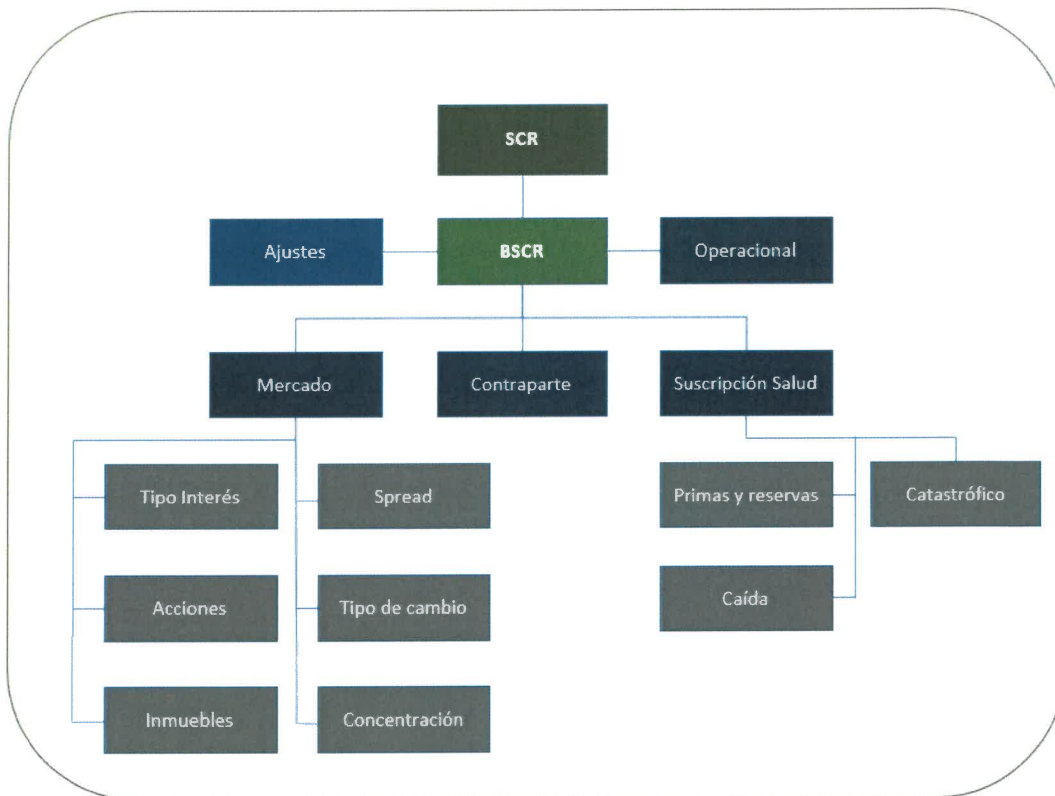 SCR
Ajustes
BSCR
Operacional
Mercado
Contraparte
Suscripción Salud
Tipo Interés
Spread
Primas y reservas
Catastrófico
Acciones
Tipo de cambio
Caída
Inmuebles
Concentración